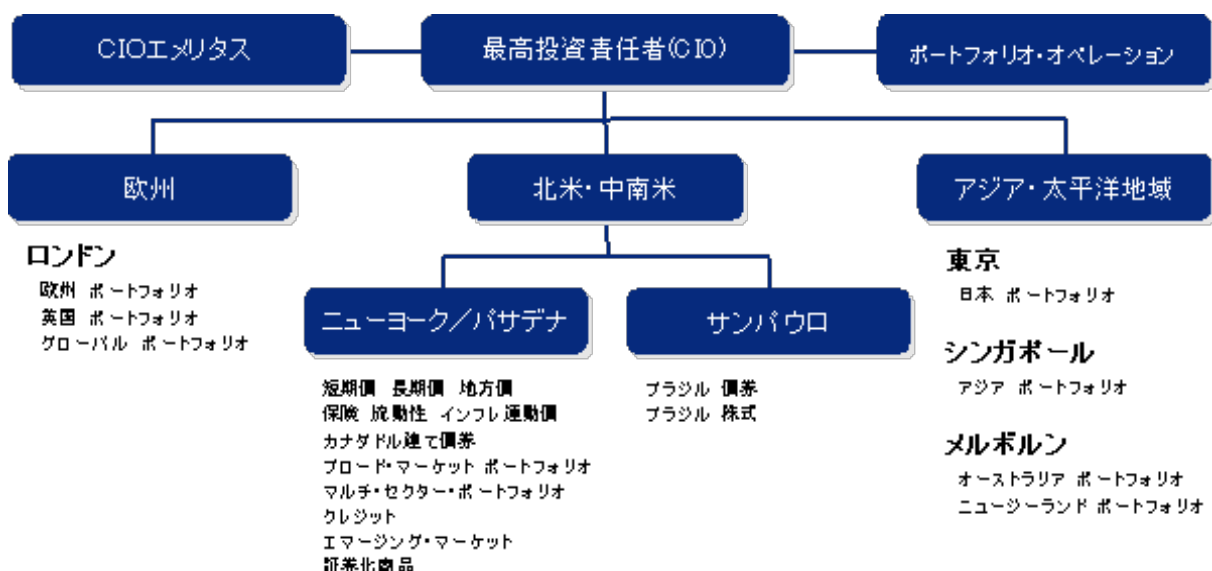 CIOエメリタス
最高投資責任者(CIO)
ポートフォリオ・オペレーション
欧州
北米・中南米
アジア・太平洋地域
ロンドン
欧州 ポートフォリオ
英国 ポートフォリオ
グローバル ポートフォリオ
ニューヨーク／パサデナ
短期債 長期債 地方債
保険 流動性 インフレ連動債
カナダドル建て債券
ブロード・マーケット ポートフォリオ
マルチ・セクター・ポートフォリオ
クレジット
エマージング・マーケット
証券化商品
サンパウロ
ブラジル 債券
ブラジル 株式
東京
日本 ポートフォリオ
シンガポール
アジア ポートフォリオ
メルボルン
オーストラリア ポートフォリオ
ニュージーランド ポートフォリオ